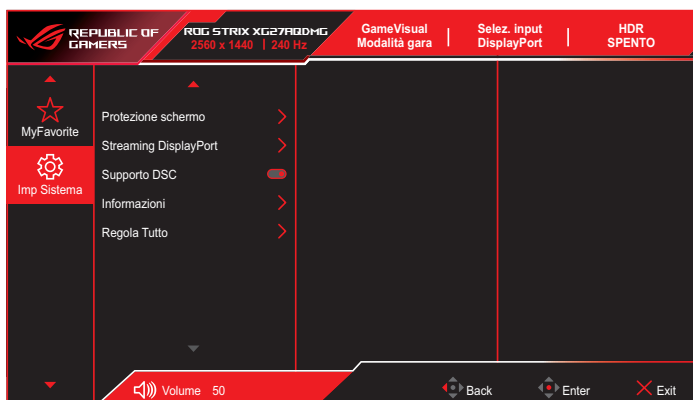 REPUBLIC OF
GAMERS
ROG STRIX XG27AQDMG
2560 x 1440 | 240 Hz
GameVisual
Modalità gara
Selez. input
DisplayPort
HDR
SPENTO
MyFavorite
Imp Sistema
Protezione schermo
Streaming DisplayPort
Supporto DSC
Informazioni
Regola Tutto
Volume 50
Back
Enter
Exit